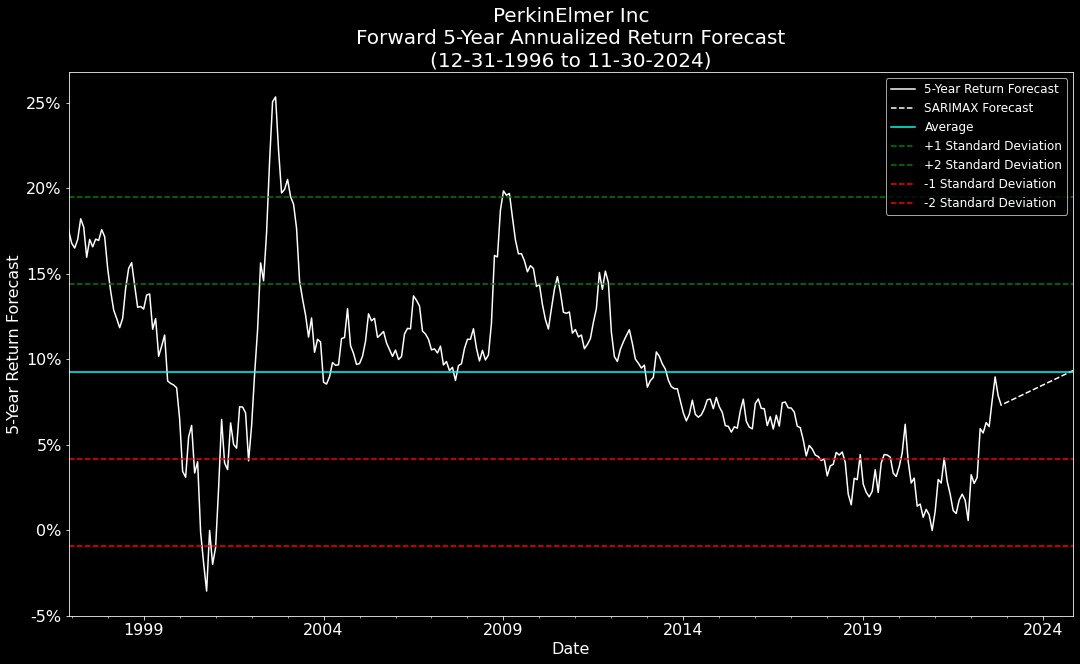 PerkinElmer Inc
Forward 5-Year Annualized Return Forecast
(12-31-1996 to 11-30-2024)
5-Year Return Forecast
25%
20%
15%
10%
5%
0%
-5%
5-Year Return Forecast
SARIMAX Forecast
Average
+1 Standard Deviation
+2 Standard Deviation
-1 Standard Deviation
-2 Standard Deviation
1999 2004 2009 2014 2019 2024
Date